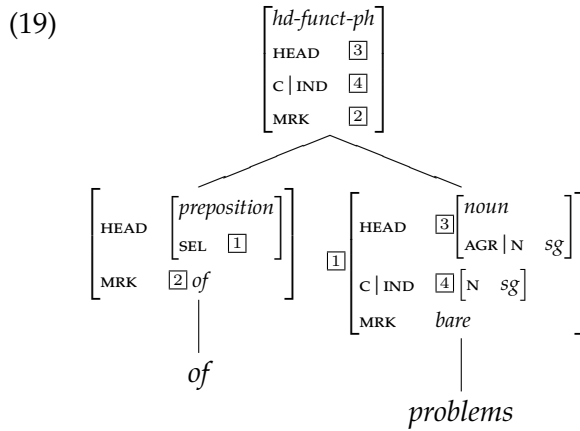 (19)
hd-funct-ph
HEAD 3
C | IND 4
MRK 2
HEAD preposition
SEL 1
MRK 2 of
1 HEAD 3 noun
AGR | N sg
C | IND 4 [N sg]
MRK bare
of
problems